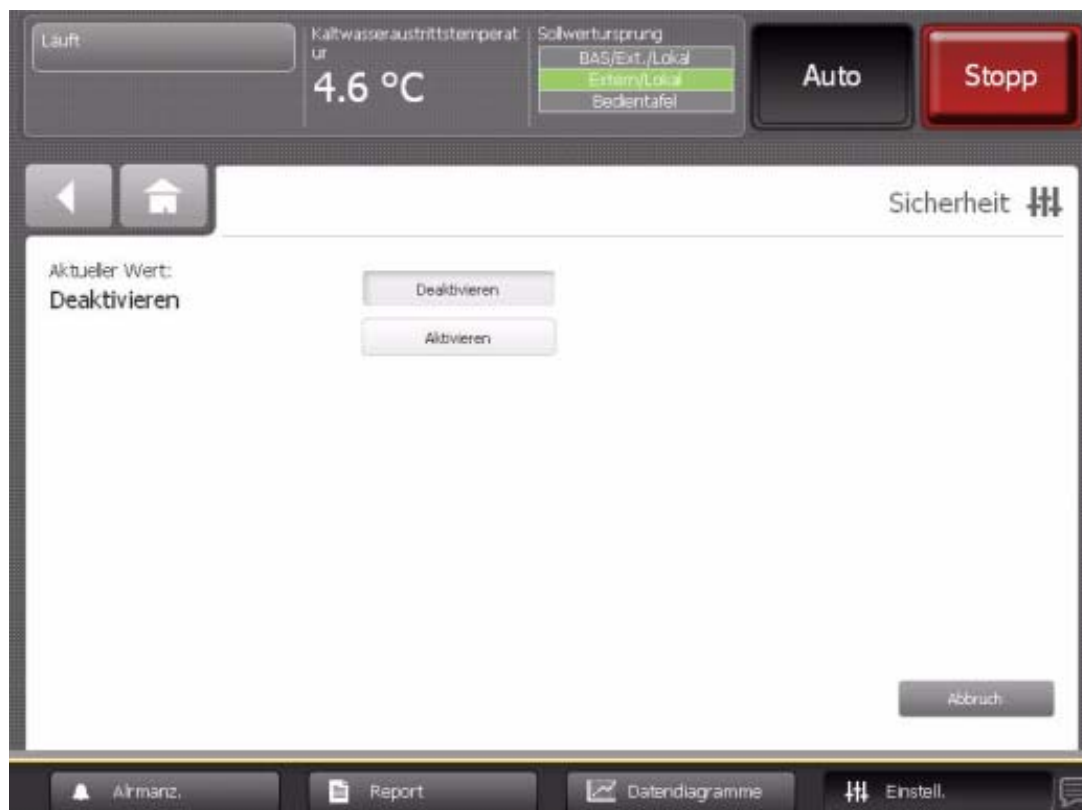 Läuft
Kaltwasseraustrittstemperat
ur
4.6 °C
Sollwertursprung
BAS/Ext./Lokal
Extern/Lokal
Bedientafel
Auto
Stopp
Sicherheit
Aktueller Wert:
Deaktivieren
Deaktivieren
Aktivieren
Abbruch
Alrmanz.
Report
Datendiagramme
Einstell.